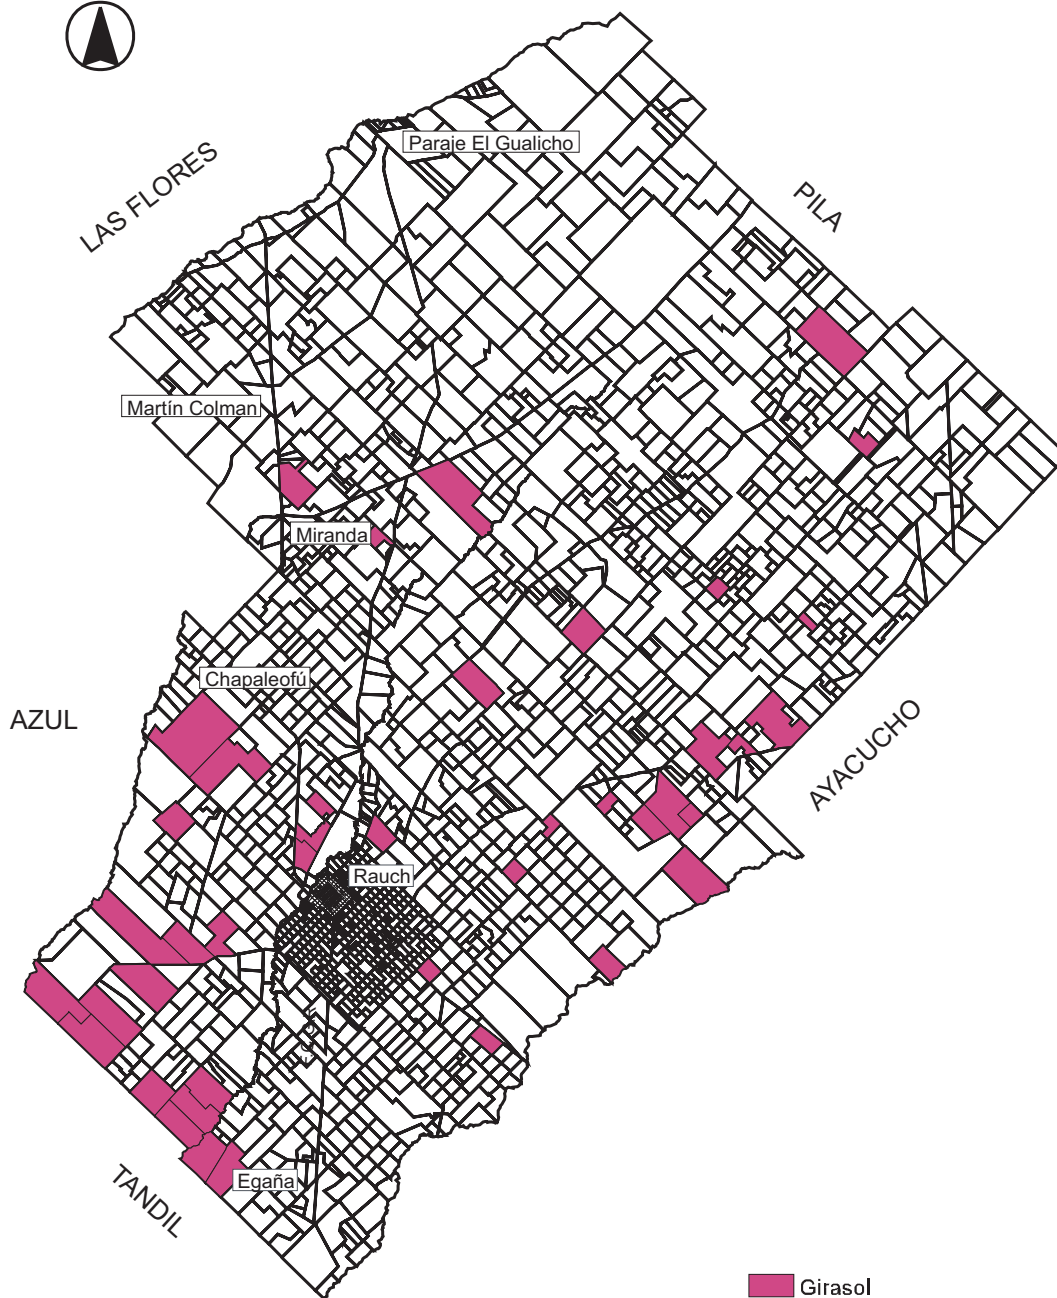 Paraje El Gualicho
LAS FLORES
PILA
Martín Colman
Miranda
Chapaleofú
AZUL
AYACUCHO
Rauch
Egaña
TANDIL
Girasol